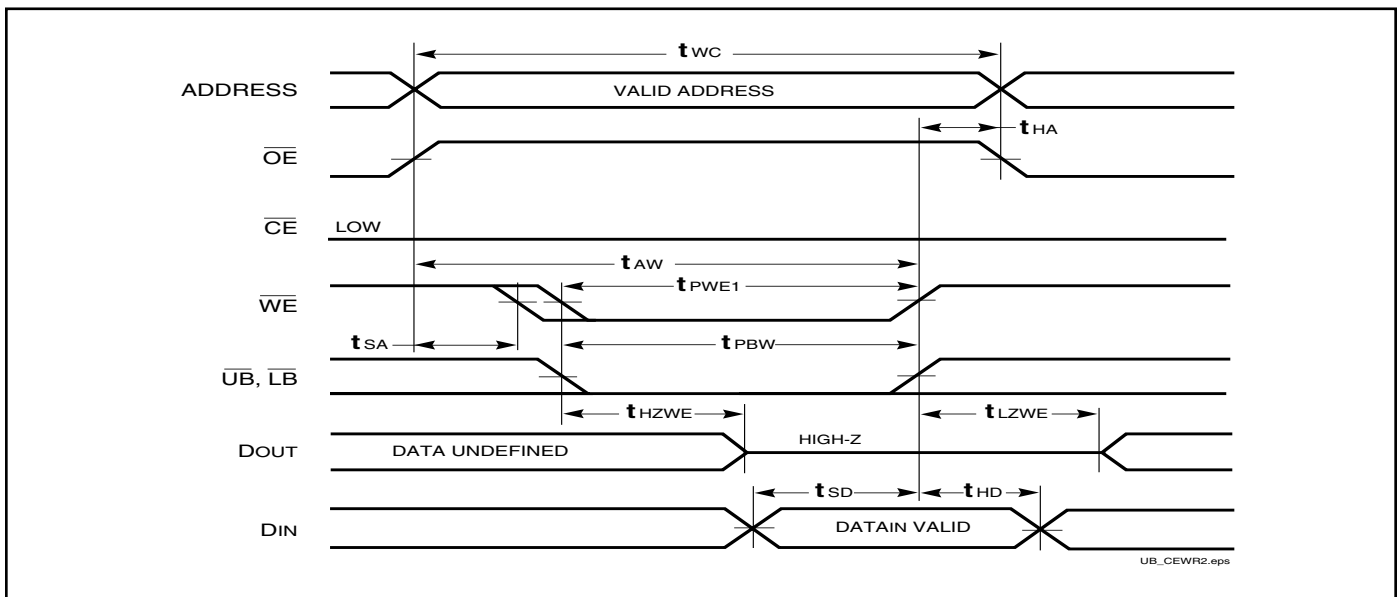 tWC
ADDRESS VALID ADDRESS
tHA
OE
CE LOW
tAW
WE tPWE1
tSA tPBW
UB, LB
tHZWE tLZWE
DOUT DATA UNDEFINED HIGH-Z
tSD tHD
DIN DATAIN VALID
UB_CEWR2.eps